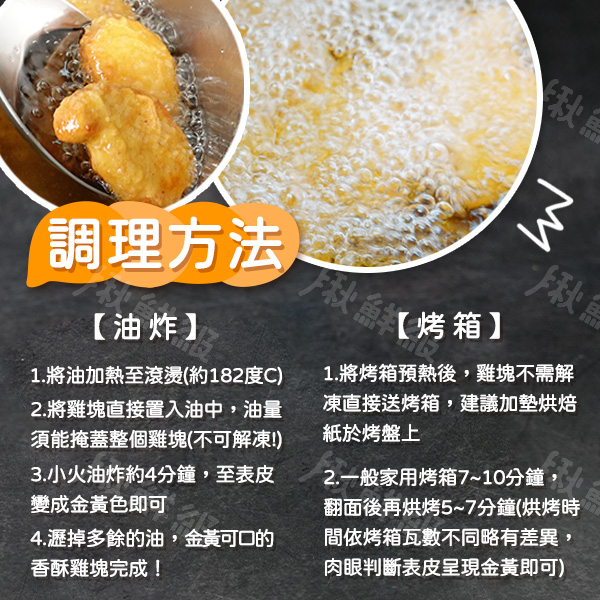 調理方法
【油炸】
1.將油加熱至滾燙(約182度C)
2.將雞塊直接置入油中，油量
須能掩蓋整個雞塊(不可解凍!)
3.小火油炸約4分鐘，至表皮
變成金黃色即可
4.瀝掉多餘的油，金黃可口的
香酥雞塊完成！
【烤箱】
1.將烤箱預熱後，雞塊不需解
凍直接送烤箱，建議加墊烘焙
紙於烤盤上
2.一般家用烤箱7~10分鐘，
翻面後再烘烤5~7分鐘(烘烤時
間依烤箱瓦數不同略有差異，
肉眼判斷表皮呈現金黃即可)